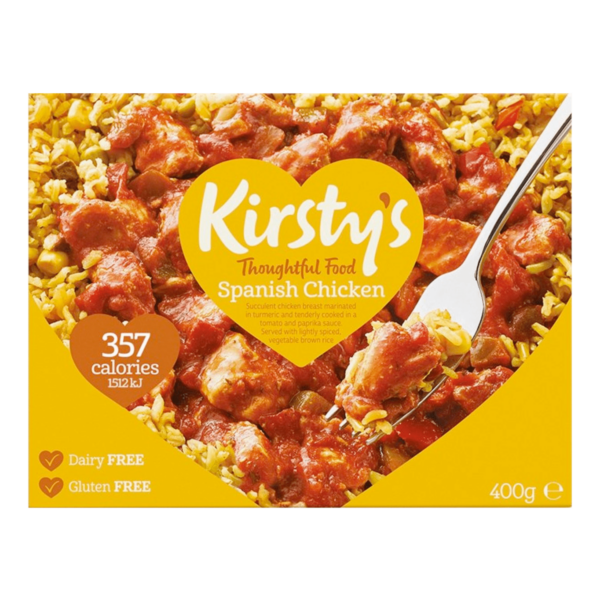 Kirsty's
Thoughtful Food
Spanish Chicken
Succulent chicken breast marinated
in turmeric and tenderly cooked in a
tomato and paprika sauce
Served with lightly spiced,
vegetable brown rice
357
calories
1512 kJ
Dairy FREE
Gluten FREE
400g ℮